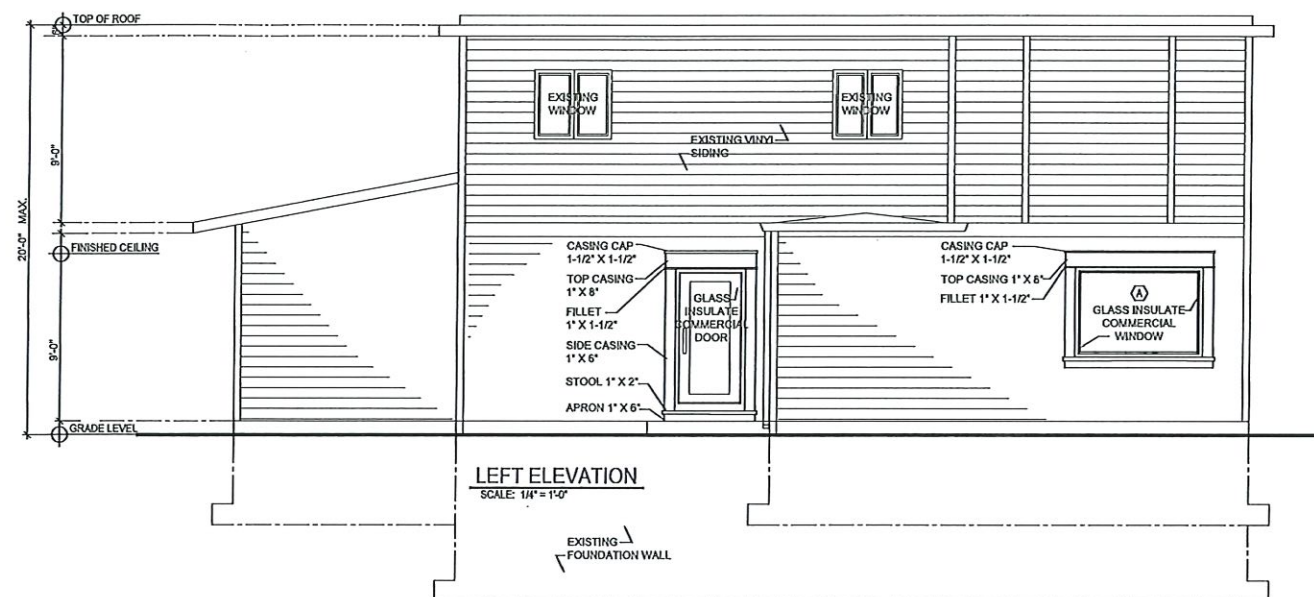 TOP OF ROOF
6"
9'-0"
20'-0" MAX.
FINISHED CEILING
9'-0"
GRADE LEVEL
EXISTING
WINDOW
EXISTING
WINDOW
EXISTING VINYL
SIDING
CASING CAP
1-1/2" X 1-1/2"
TOP CASING
1" X 8"
FILLET
1" X 1-1/2"
SIDE CASING
1" X 6"
STOOL 1" X 2"
APRON 1" X 6"
GLASS
INSULATE
COMMERCIAL
DOOR
CASING CAP
1-1/2" X 1-1/2"
TOP CASING 1" X 8"
FILLET 1" X 1-1/2"
A
GLASS INSULATE
COMMERCIAL
WINDOW
LEFT ELEVATION
SCALE: 1/4" = 1'-0"
EXISTING
FOUNDATION WALL